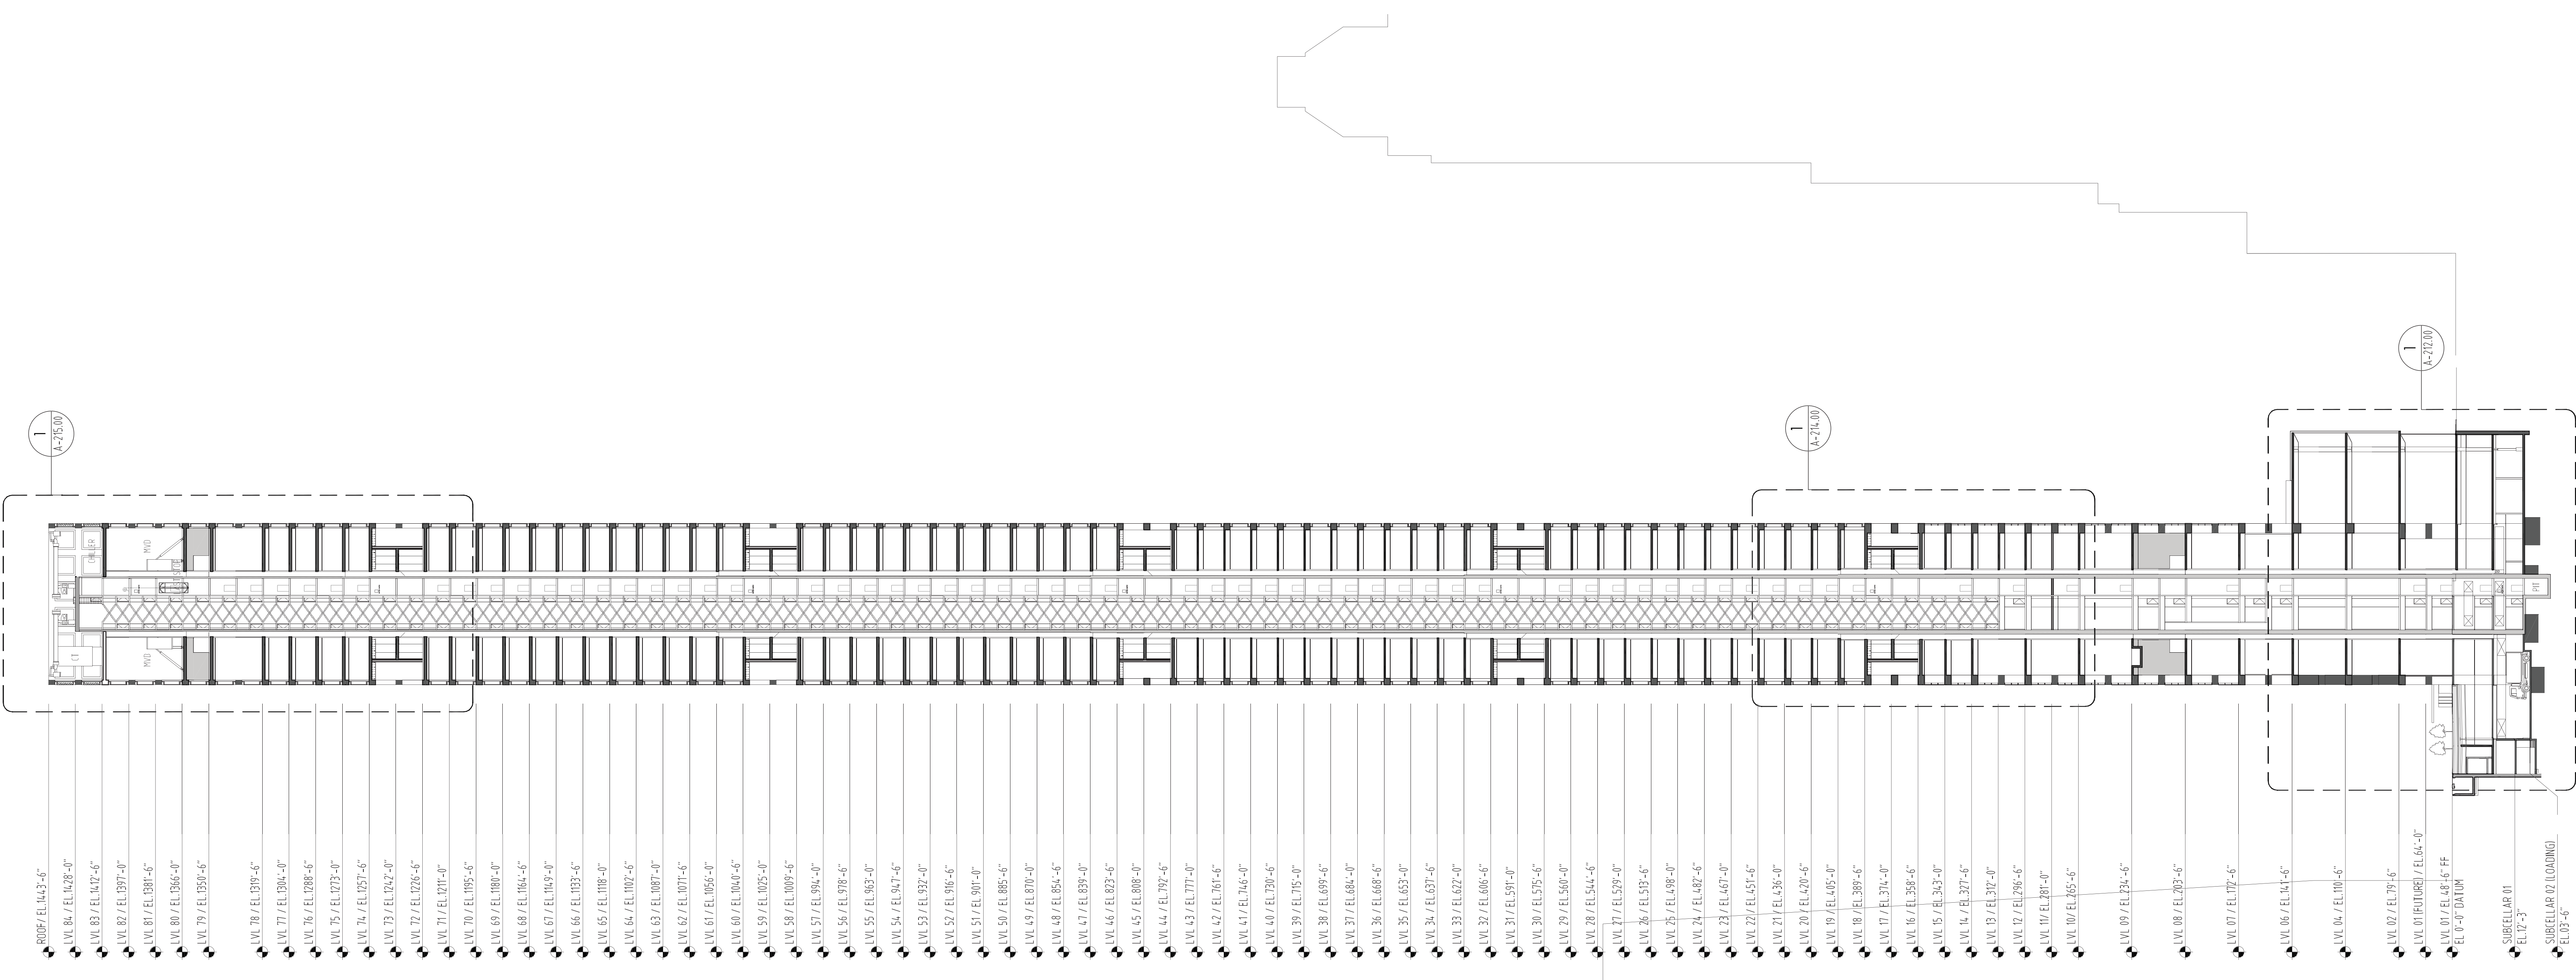 1
A-215.00
1
A-214.00
1
A-212.00
CHILLER
MVD
CT
MVD
PIT
ROOF/ EL.1443'-6"
LVL 84 / EL.1428'-0"
LVL 83 / EL.1412'-6"
LVL 82 / EL.1397'-0"
LVL 81 / EL.1381'-6"
LVL 80 / EL.1366'-0"
LVL 79 / EL.1350'-6"
LVL 78 / EL.1319'-6"
LVL 77 / EL.1304'-0"
LVL 76 / EL.1288'-6"
LVL 75 / EL.1273'-0"
LVL 74 / EL.1257'-6"
LVL 73 / EL.1242'-0"
LVL 72 / EL.1226'-6"
LVL 71 / EL.1211'-0"
LVL 70 / EL.1195'-6"
LVL 69 / EL.1180'-0"
LVL 68 / EL.1164'-6"
LVL 67 / EL.1149'-0"
LVL 66 / EL.1133'-6"
LVL 65 / EL.1118'-0"
LVL 64 / EL.1102'-6"
LVL 63 / EL.1087'-0"
LVL 62 / EL.1071'-6"
LVL 61 / EL.1056'-0"
LVL 60 / EL.1040'-6"
LVL 59 / EL.1025'-0"
LVL 58 / EL.1009'-6"
LVL 57 / EL.994'-0"
LVL 56 / EL.978'-6"
LVL 55 / EL.963'-0"
LVL 54 / EL.947'-6"
LVL 53 / EL.932'-0"
LVL 52 / EL.916'-6"
LVL 51 / EL.901'-0"
LVL 50 / EL.885'-6"
LVL 49 / EL.870'-0"
LVL 48 / EL.854'-6"
LVL 47 / EL.839'-0"
LVL 46 / EL.823'-6"
LVL 45 / EL.808'-0"
LVL 44 / EL.792'-6"
LVL 43 / EL.777'-0"
LVL 42 / EL.761'-6"
LVL 41 / EL.746'-0"
LVL 40 / EL.730'-6"
LVL 39 / EL.715'-0"
LVL 38 / EL.699'-6"
LVL 37 / EL.684'-0"
LVL 36 / EL.668'-6"
LVL 35 / EL.653'-0"
LVL 34 / EL.637'-6"
LVL 33 / EL.622'-0"
LVL 32 / EL.606'-6"
LVL 31 / EL.591'-0"
LVL 30 / EL.575'-6"
LVL 29 / EL.560'-0"
LVL 28 / EL.544'-6"
LVL 27 / EL.529'-0"
LVL 26 / EL.513'-6"
LVL 25 / EL.498'-0"
LVL 24 / EL.482'-6"
LVL 23 / EL.467'-0"
LVL 22 / EL.451'-6"
LVL 21 / EL.436'-0"
LVL 20 / EL.420'-6"
LVL 19 / EL.405'-0"
LVL 18 / EL.389'-6"
LVL 17 / EL.374'-0"
LVL 16 / EL.358'-6"
LVL 15 / EL.343'-0"
LVL 14 / EL.327'-6"
LVL 13 / EL.312'-0"
LVL 12 / EL.296'-6"
LVL 11/ EL.281'-0"
LVL 10/ EL.265'-6"
LVL 09 / EL.234'-6"
LVL 08 / EL.203'-6"
LVL 07 / EL.172'-6"
LVL 06 / EL.141'-6"
LVL 04 / EL.110'-6"
LVL 02 / EL.79'-6"
LVL 01 (FUTURE) / EL.64'-0"
LVL 01 / EL.48'-6" FF
EL 0'-0" DATUM
SUBCELLAR 01
EL.12'-3"
SUBCELLAR 02 (LOADING)
EL.03'-6"